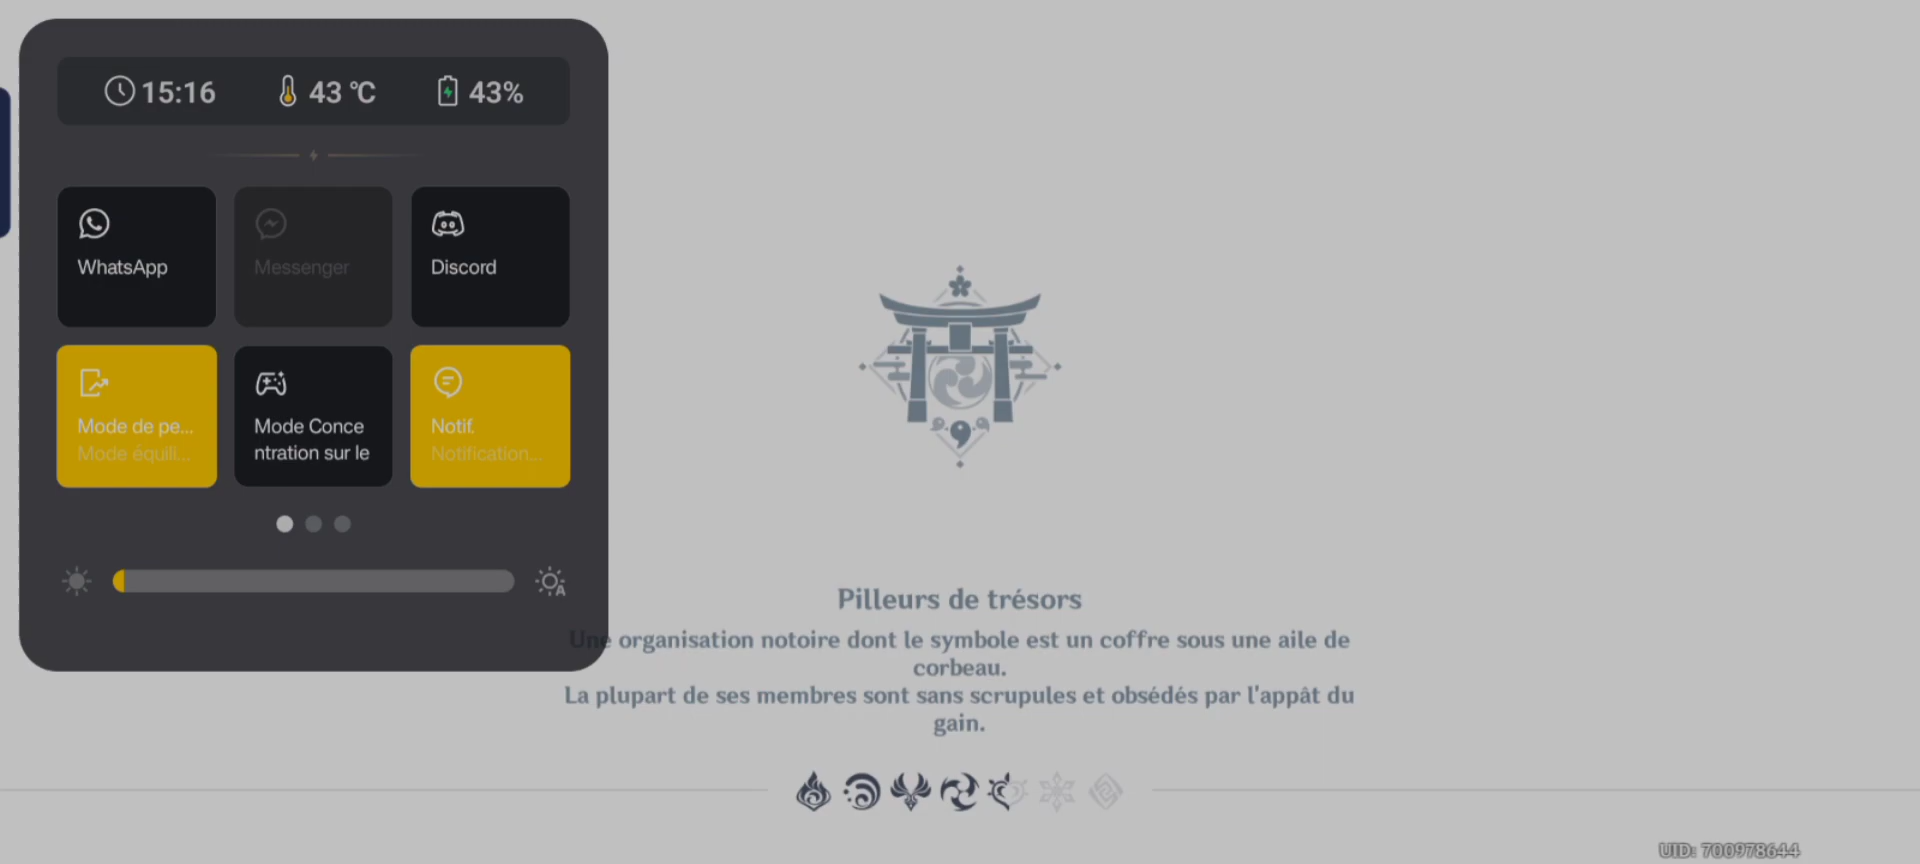 15:16 43 °C 43%
WhatsApp Messenger Discord
Mode de pe... Mode Conce Notif.
Mode équili... ntration sur le Notification...
Pilleurs de trésors
Une organisation notoire dont le symbole est un coffre sous une aile de
corbeau.
La plupart de ses membres sont sans scrupules et obsédés par l'appât du
gain.
UID: 700978644